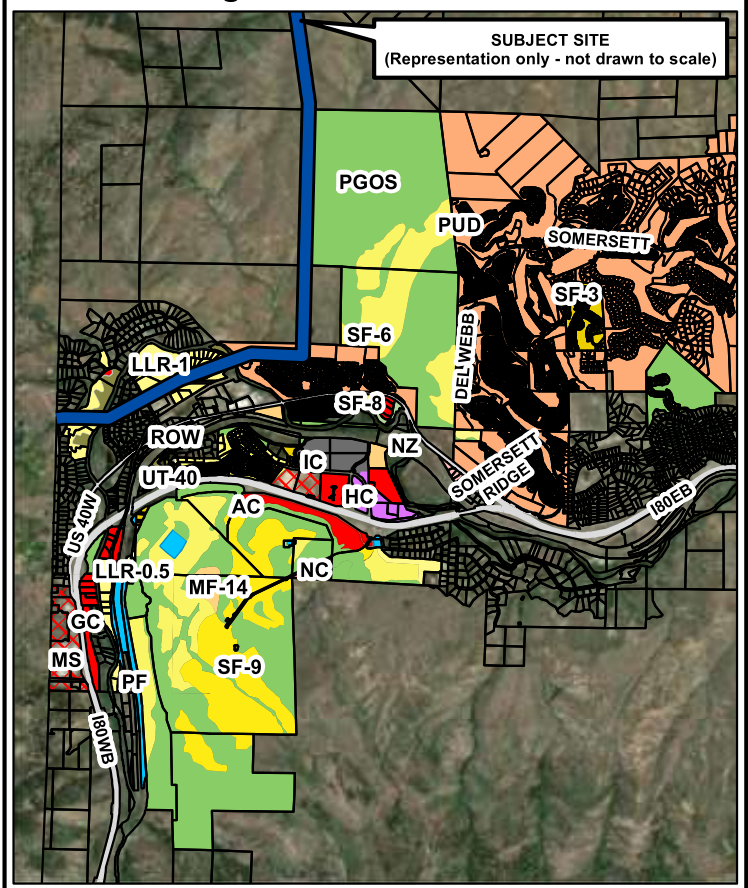 SUBJECT SITE
(Representation only - not drawn to scale)
PGOS
PUD
SOMERSETT
SF-3
SF-6
DEL WEBB
LLR-1
SF-8
ROW
NZ
IC
UT-40
SOMERSETT
RIDGE
HC
AC
I80EB
US 40W
LLR-0.5
NC
MF-14
GC
MS
SF-9
PF
I80WB